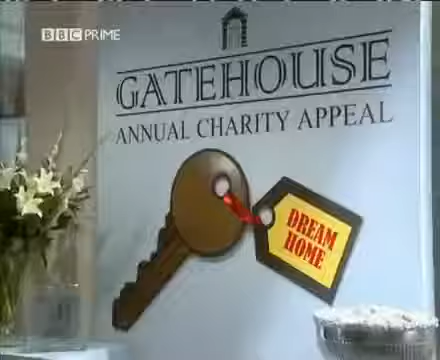 BBC PRIME
GATEHOUSE
ANNUAL CHARITY APPEAL
DREAM
HOME